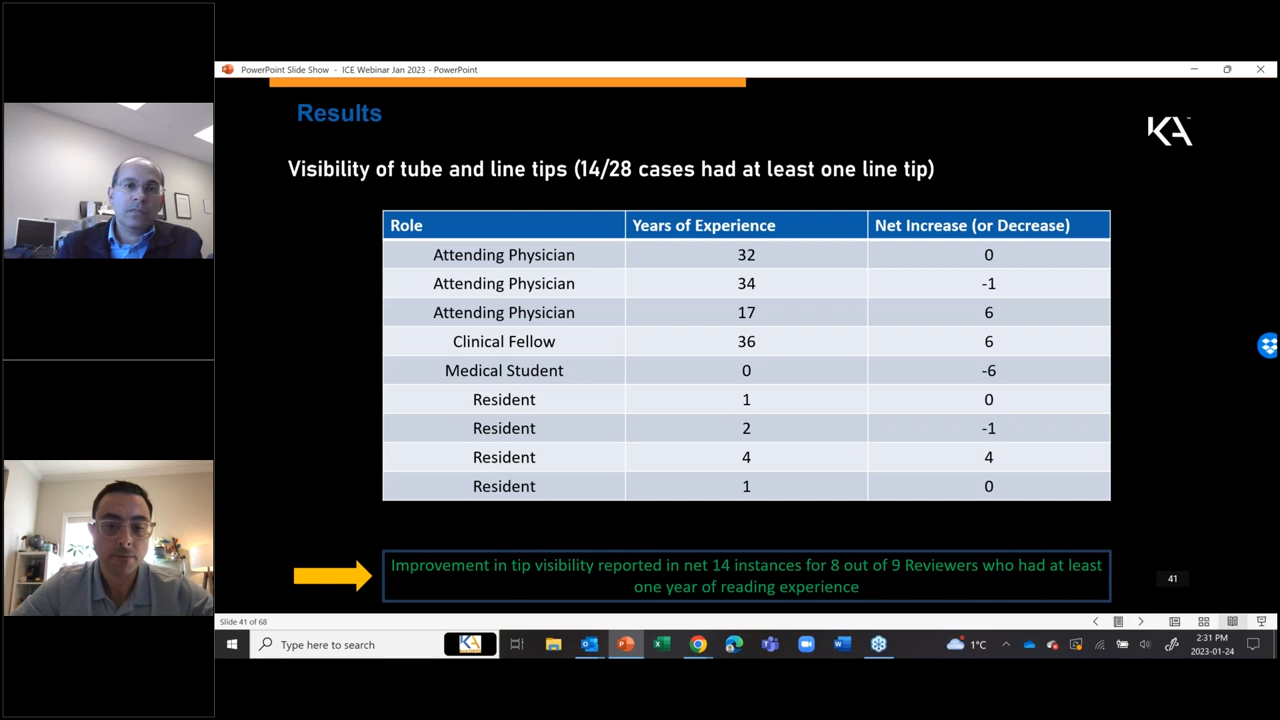 PowerPoint Slide Show - ICE Webinar Jan 2023 - PowerPoint
Results
KA
Visibility of tube and line tips (14/28 cases had at least one line tip)
Role Years of Experience Net Increase (or Decrease)
Attending Physician 32 0
Attending Physician 34 -1
Attending Physician 17 6
Clinical Fellow 36 6
Medical Student 0 -6
Resident 1 0
Resident 2 -1
Resident 4 4
Resident 1 0
Improvement in tip visibility reported in net 14 instances for 8 out of 9 Reviewers who had at least
one year of reading experience
41
Slide 41 of 68
Type here to search
KA
1°C
2:31 PM
2023-01-24